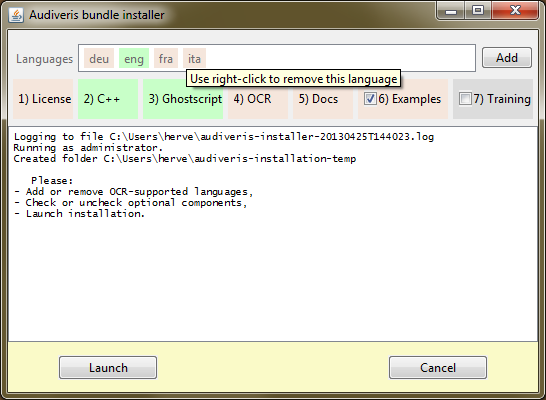 Audiveris bundle installer
Languages deu eng fra ita Add
Use right-click to remove this language
1) License 2) C++ 3) Ghostscript 4) OCR 5) Docs 6) Examples 7) Training
Logging to file C:\Users\herve\audiveris-installer-20130425T144023.log
Running as administrator.
Created folder C:\Users\herve\audiveris-installation-temp
Please:
- Add or remove OCR-supported languages,
- Check or uncheck optional components,
- Launch installation.
Launch Cancel